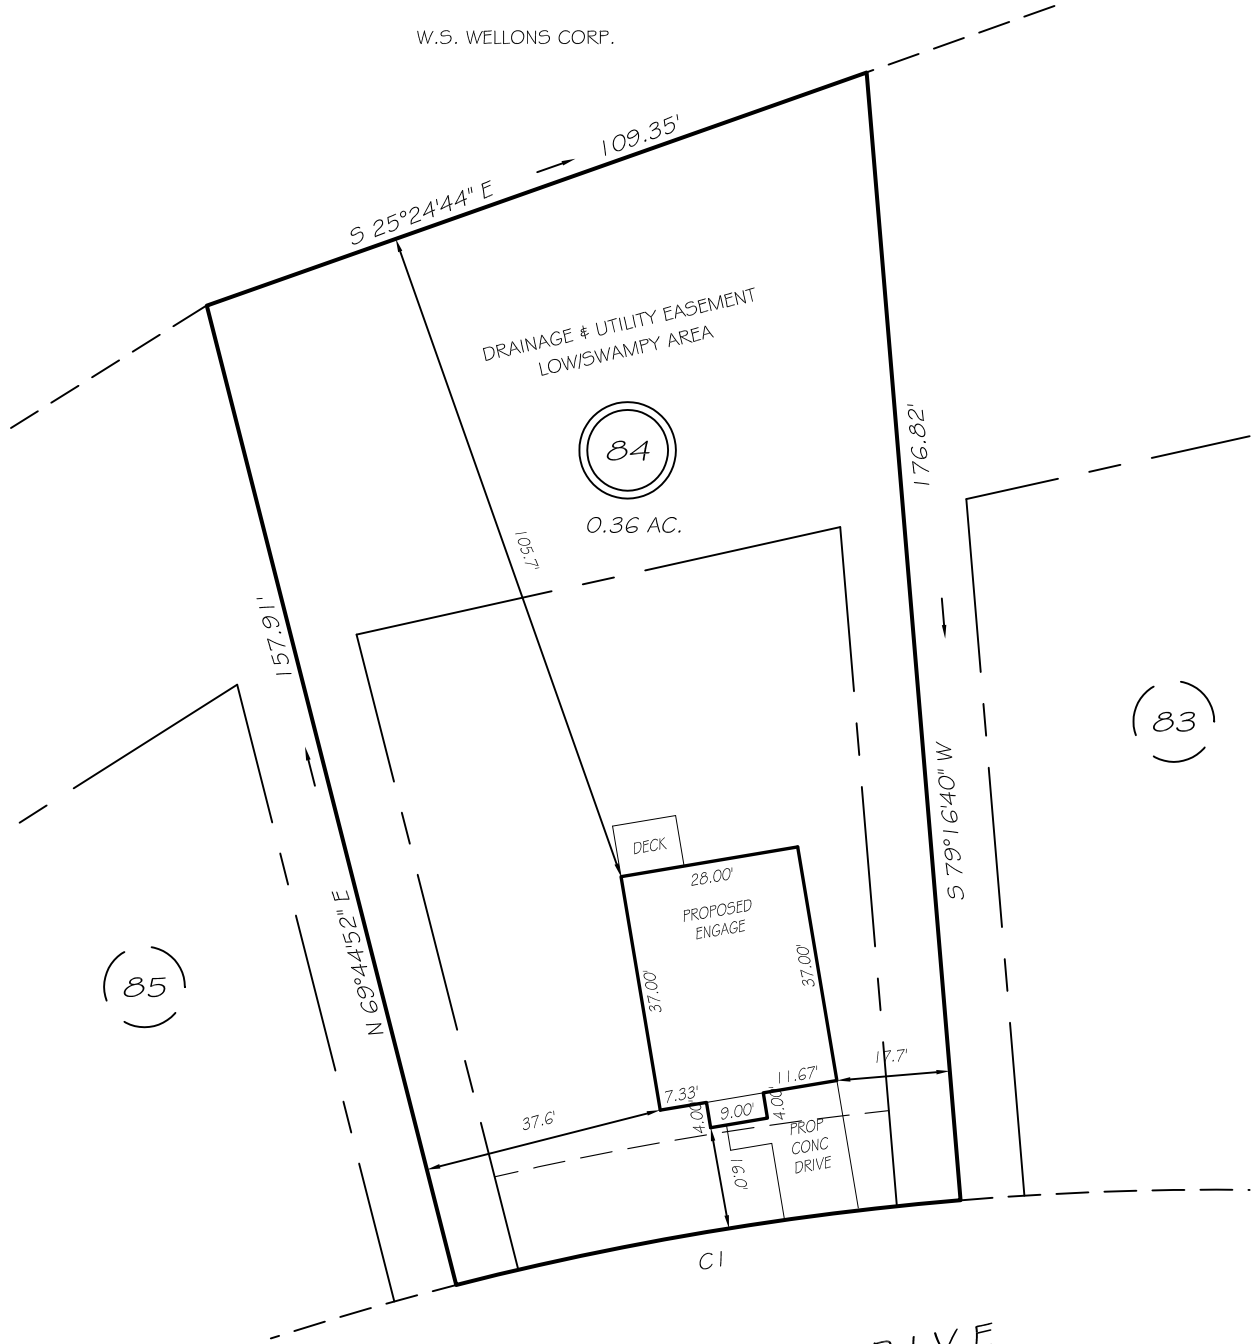 W.S. WELLONS CORP.
S 25°24'44" E
109.35'
DRAINAGE & UTILITY EASEMENT
LOW/SWAMPY AREA
84
0.36 AC.
105.7'
176.82'
S 79°16'40" W
157.91'
N 69°44'52" E
83
85
DECK
28.00'
PROPOSED
ENGAGE
37.00'
37.00'
7.33'
4.00'
9.00'
4.00'
11.67'
17.7'
37.6'
16.0'
PROP
CONC
DRIVE
C1